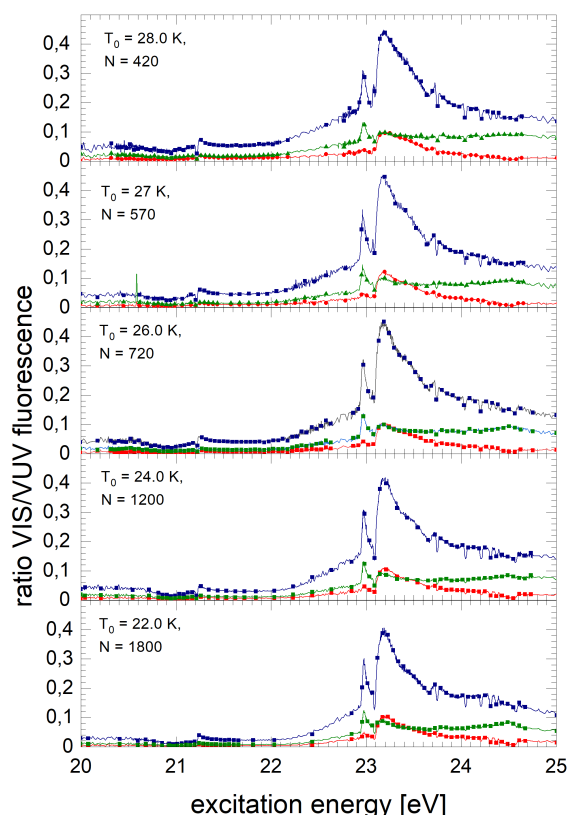 ratio VIS/VUV fluorescence
T₀ = 28.0 K,
N = 420
0,4
0,3
0,2
0,1
0
T₀ = 27 K,
N = 570
0,4
0,3
0,2
0,1
0
T₀ = 26.0 K,
N = 720
0,4
0,3
0,2
0,1
0
T₀ = 24.0 K,
N = 1200
0,4
0,3
0,2
0,1
0
T₀ = 22.0 K,
N = 1800
0,4
0,3
0,2
0,1
0
20 21 22 23 24 25
excitation energy [eV]